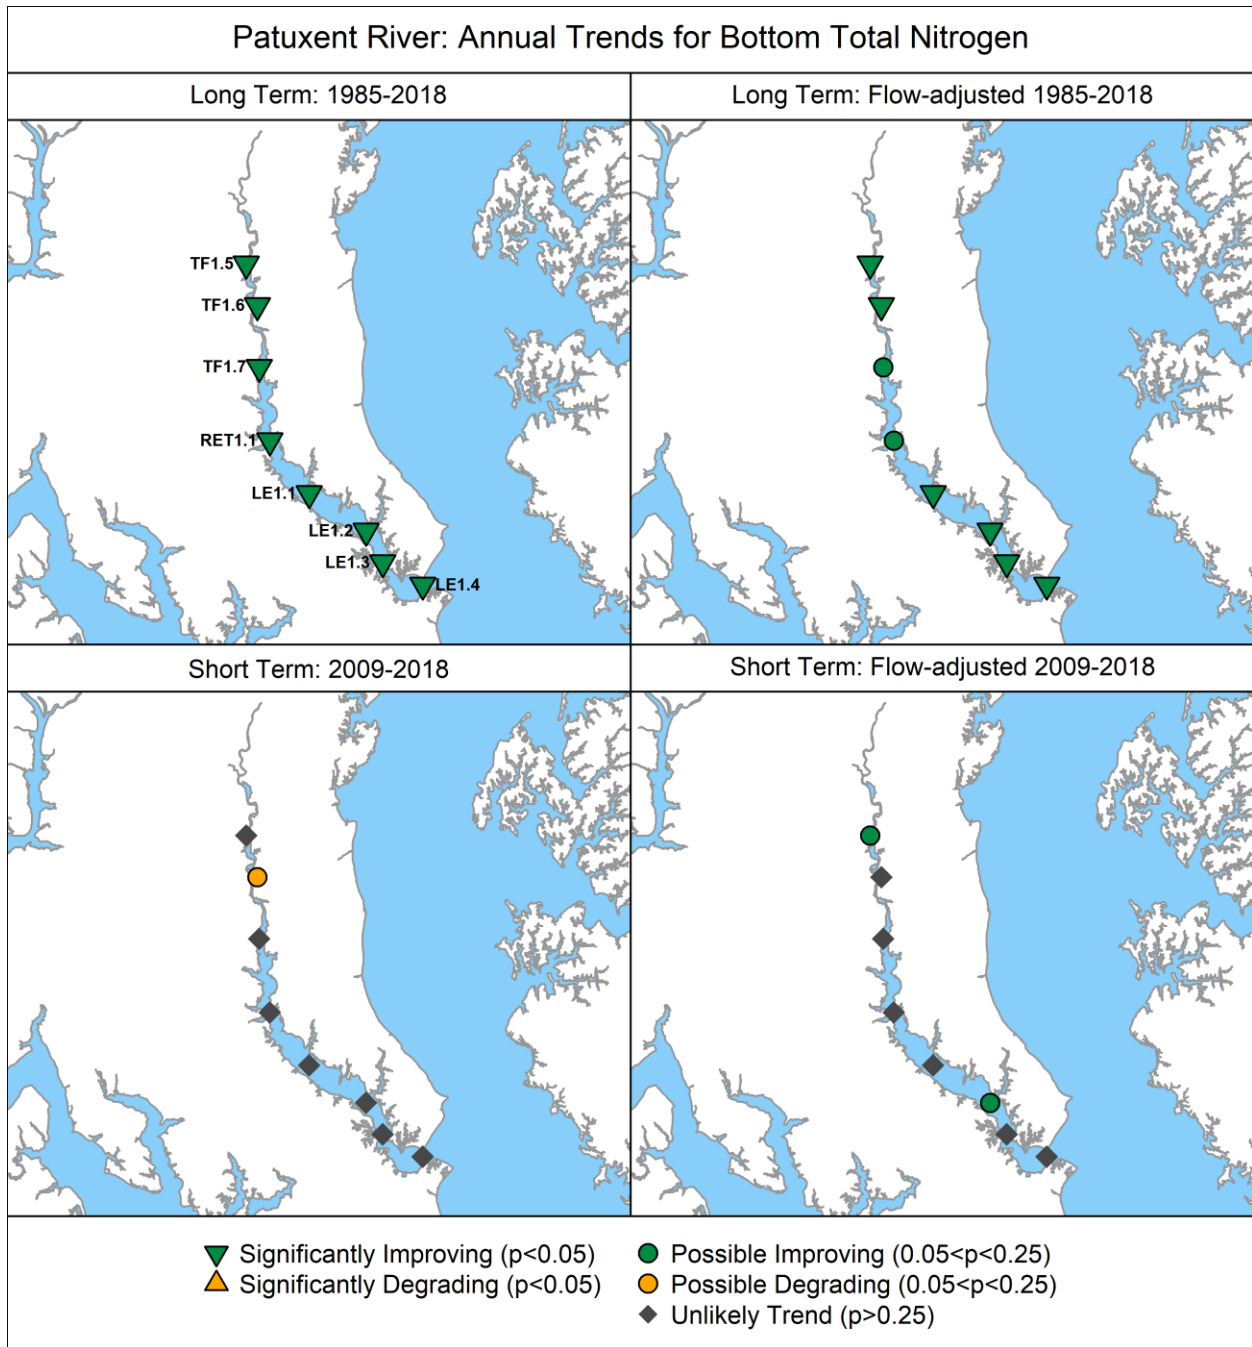 Patuxent River: Annual Trends for Bottom Total Nitrogen
Long Term: 1985-2018
Long Term: Flow-adjusted 1985-2018
TF1.5
TF1.6
TF1.7
RET1.1
LE1.1
LE1.2
LE1.3
LE1.4
Short Term: 2009-2018
Short Term: Flow-adjusted 2009-2018
Significantly Improving (p<0.05)
Significantly Degrading (p<0.05)
Possible Improving (0.05<p<0.25)
Possible Degrading (0.05<p<0.25)
Unlikely Trend (p>0.25)